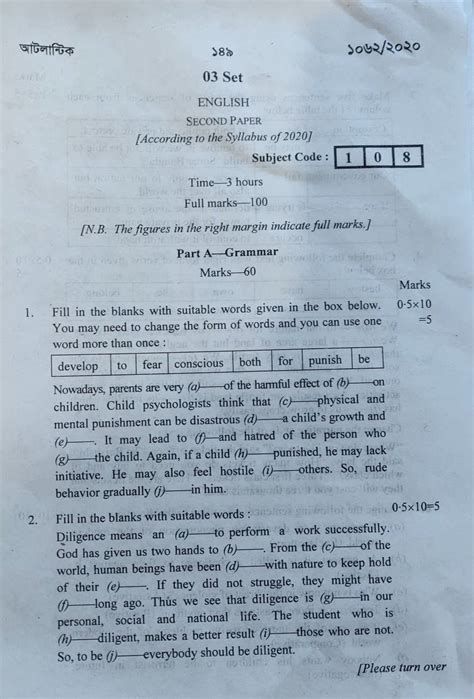 আটলান্টিক ১৪৯ ১০৬২/২০২০
03 Set
ENGLISH
SECOND PAPER
[According to the Syllabus of 2020]
Subject Code : 1 0 8
Time—3 hours
Full marks—100
[N.B. The figures in the right margin indicate full marks.]
Part A—Grammar
Marks—60
Marks
1. Fill in the blanks with suitable words given in the box below. 0·5×10
You may need to change the form of words and you can use one =5
word more than once :
develop to fear conscious both for punish be
Nowadays, parents are very (a)——of the harmful effect of (b)——on
children. Child psychologists think that (c)——physical and
mental punishment can be disastrous (d)——a child's growth and
(e)——. It may lead to (f)——and hatred of the person who
(g)——the child. Again, if a child (h)——punished, he may lack
initiative. He may also feel hostile (i)——others. So, rude
behavior gradually (j)——in him.
2. Fill in the blanks with suitable words : 0·5×10=5
Diligence means an (a)——to perform a work successfully.
God has given us two hands to (b)——. From the (c)——of the
world, human beings have been (d)——with nature to keep hold
of their (e)——. If they did not struggle, they might have
(f)——long ago. Thus we see that diligence is (g)——in our
personal, social and national life. The student who is
(h)——diligent, makes a better result (i)——those who are not.
So, to be (j)——everybody should be diligent.
[Please turn over